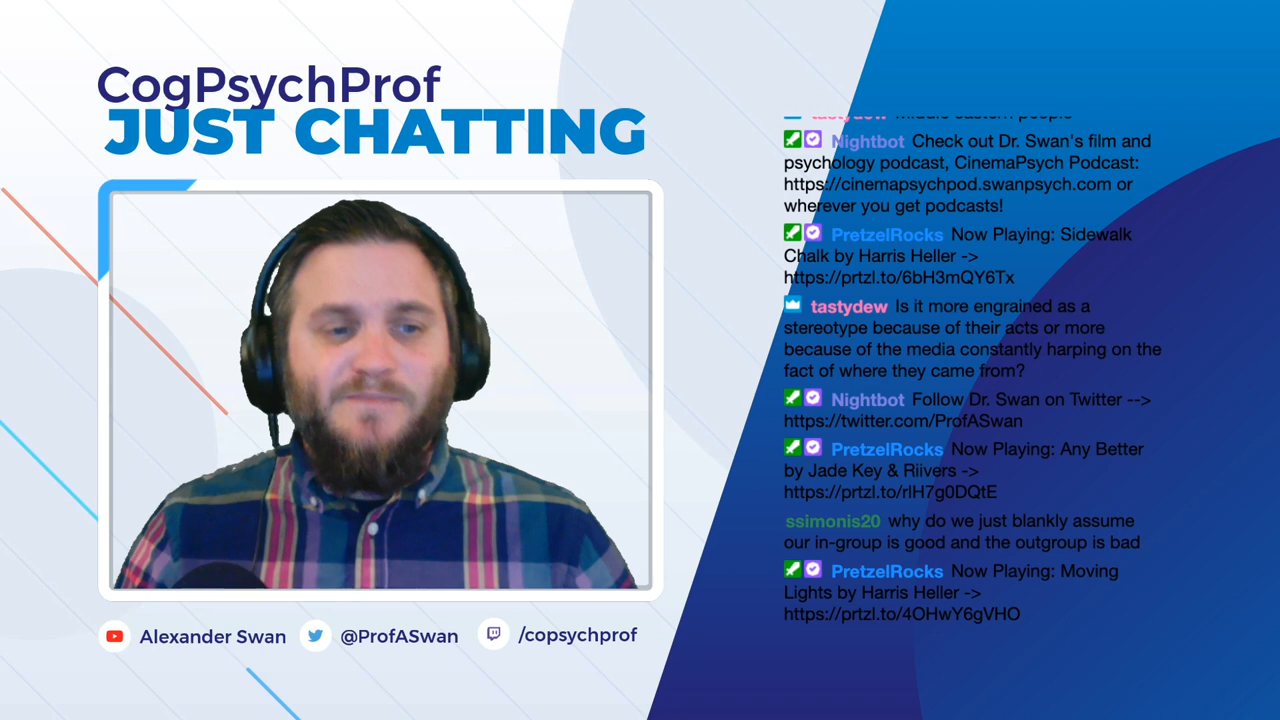 CogPsychProf
JUST CHATTING
tastydew Middle eastern people
Nightbot Check out Dr. Swan's film and
psychology podcast, CinemaPsych Podcast:
https://cinemapsychpod.swanpsych.com or
wherever you get podcasts!
PretzelRocks Now Playing: Sidewalk
Chalk by Harris Heller ->
https://prtzl.to/6bH3mQY6Tx
tastydew Is it more engrained as a
stereotype because of their acts or more
because of the media constantly harping on the
fact of where they came from?
Nightbot Follow Dr. Swan on Twitter -->
https://twitter.com/ProfASwan
PretzelRocks Now Playing: Any Better
by Jade Key & Riivers ->
https://prtzl.to/rlH7g0DQtE
ssimonis20 why do we just blankly assume
our in-group is good and the outgroup is bad
PretzelRocks Now Playing: Moving
Lights by Harris Heller ->
https://prtzl.to/4OHwY6gVHO
Alexander Swan
@ProfASwan
/copsychprof